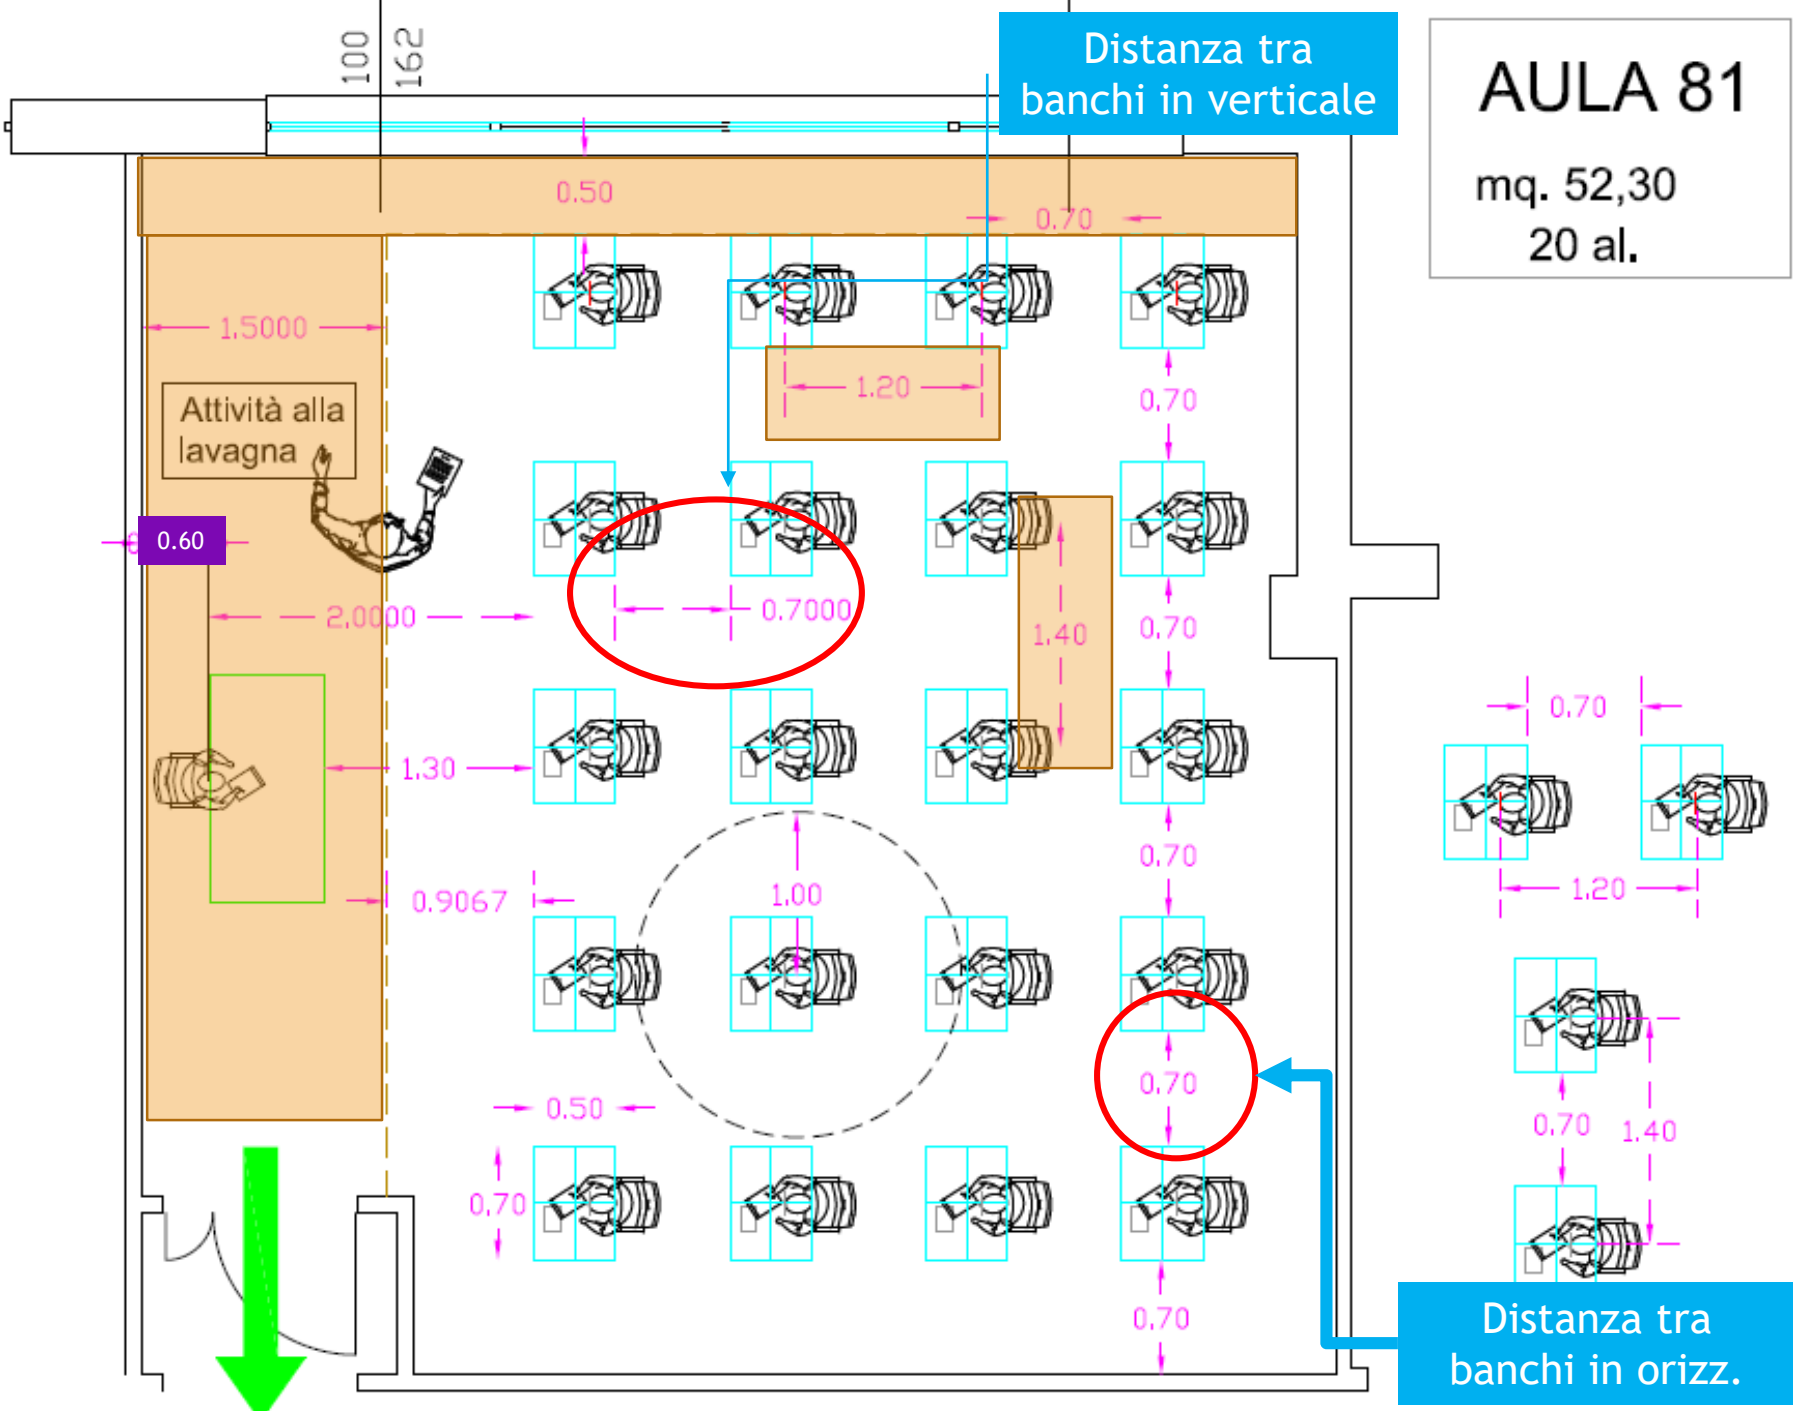 100
162
Distanza tra
banchi in verticale
AULA 81
mq. 52,30
20 al.
0.50
0.70
1.5000
Attività alla
lavagna
1.20
0.70
0.60
2.0000
0.7000
1.40
0.70
0.70
1.30
0.70
1.20
0.9067
1.00
0.50
0.70
0.70
1.40
0.70
0.70
Distanza tra
banchi in orizz.